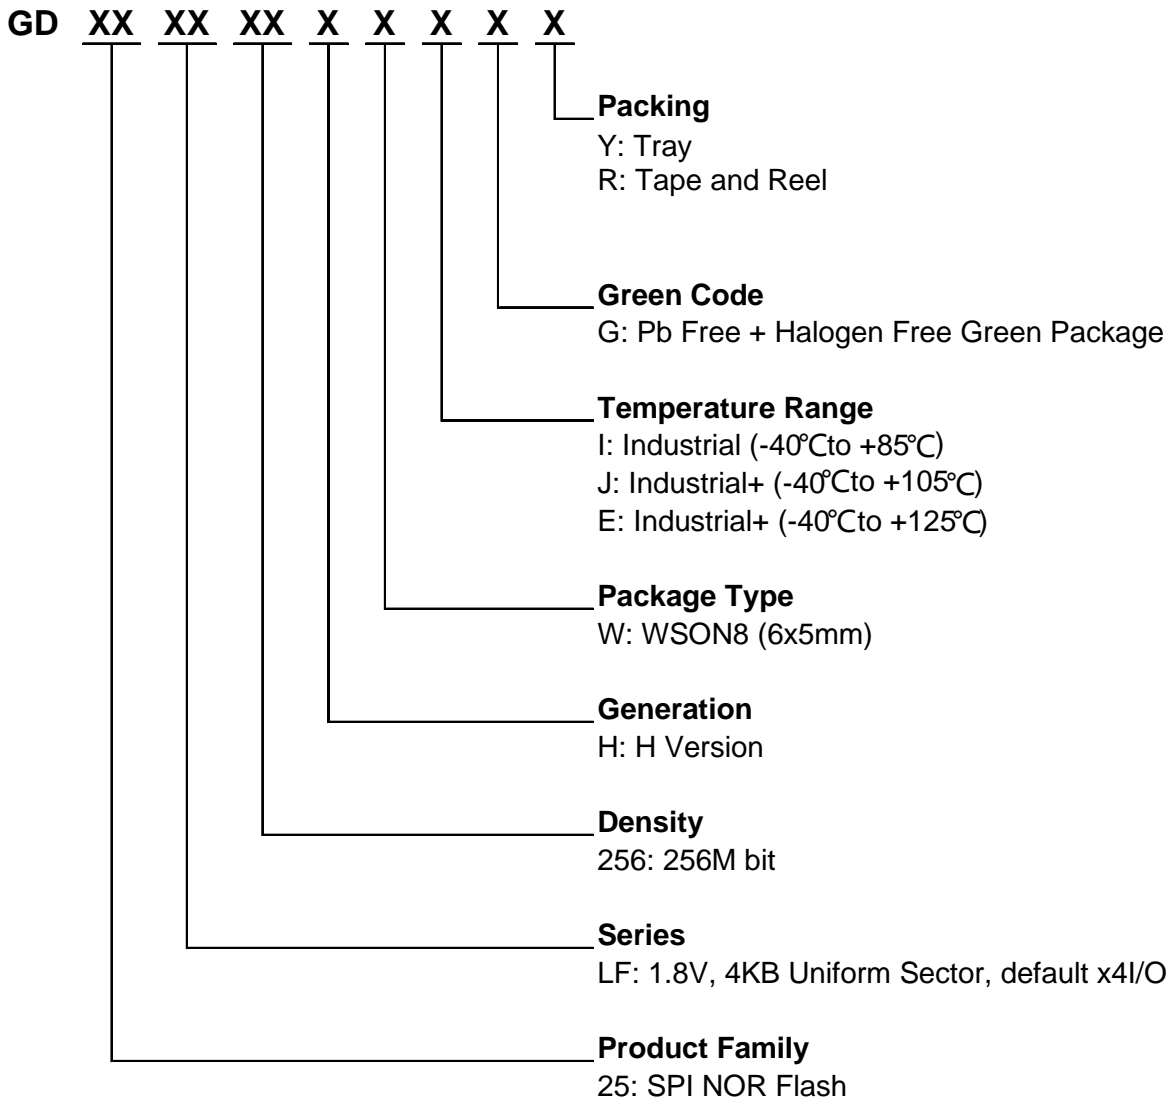 GD XX XX XX X X X X X
Packing
Y: Tray
R: Tape and Reel
Green Code
G: Pb Free + Halogen Free Green Package
Temperature Range
I: Industrial (-40℃to +85℃)
J: Industrial+ (-40℃to +105℃)
E: Industrial+ (-40℃to +125℃)
Package Type
W: WSON8 (6x5mm)
Generation
H: H Version
Density
256: 256M bit
Series
LF: 1.8V, 4KB Uniform Sector, default x4I/O
Product Family
25: SPI NOR Flash